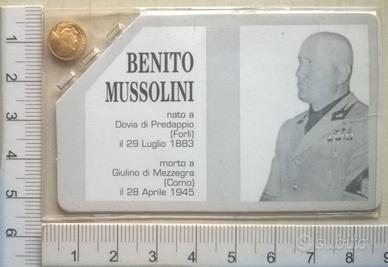 BENITO
MUSSOLINI
nato a
Dovia di Predappio
(Forlì)
il 29 Luglio 1883
morto a
Giulino di Mezzegra
(Como)
il 28 Aprile 1945
subito
1
2
3
4
5
6
1 2 3 4 5 6 7 8 9